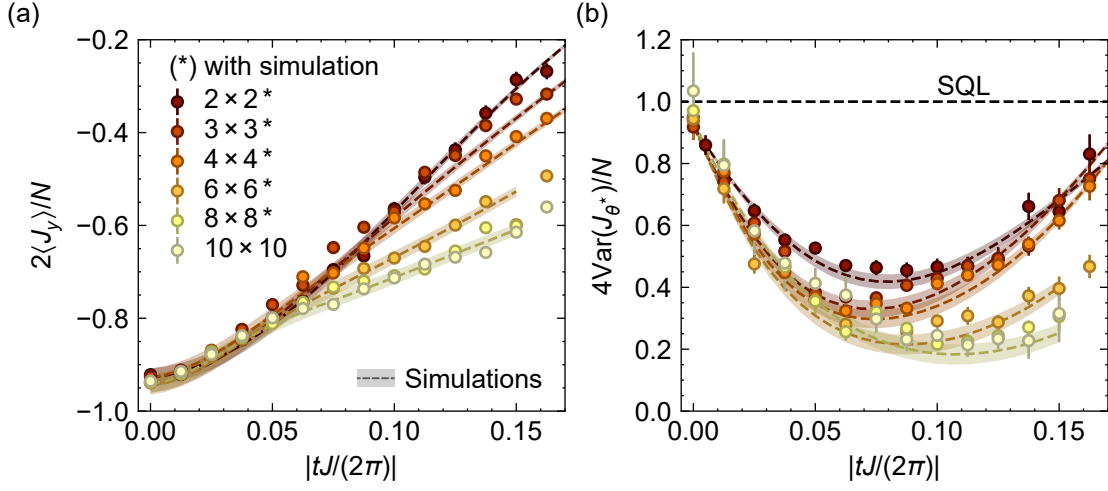 (a)
2⟨J_y⟩/N
−0.2
−0.4
−0.6
−0.8
−1.0
(*) with simulation
2 × 2*
3 × 3*
4 × 4*
6 × 6*
8 × 8*
10 × 10
Simulations
0.00 0.05 0.10 0.15
|tJ/(2π)|
(b)
4Var(J_θ*)/N
1.2
1.0
0.8
0.6
0.4
0.2
0.0
SQL
0.00 0.05 0.10 0.15
|tJ/(2π)|